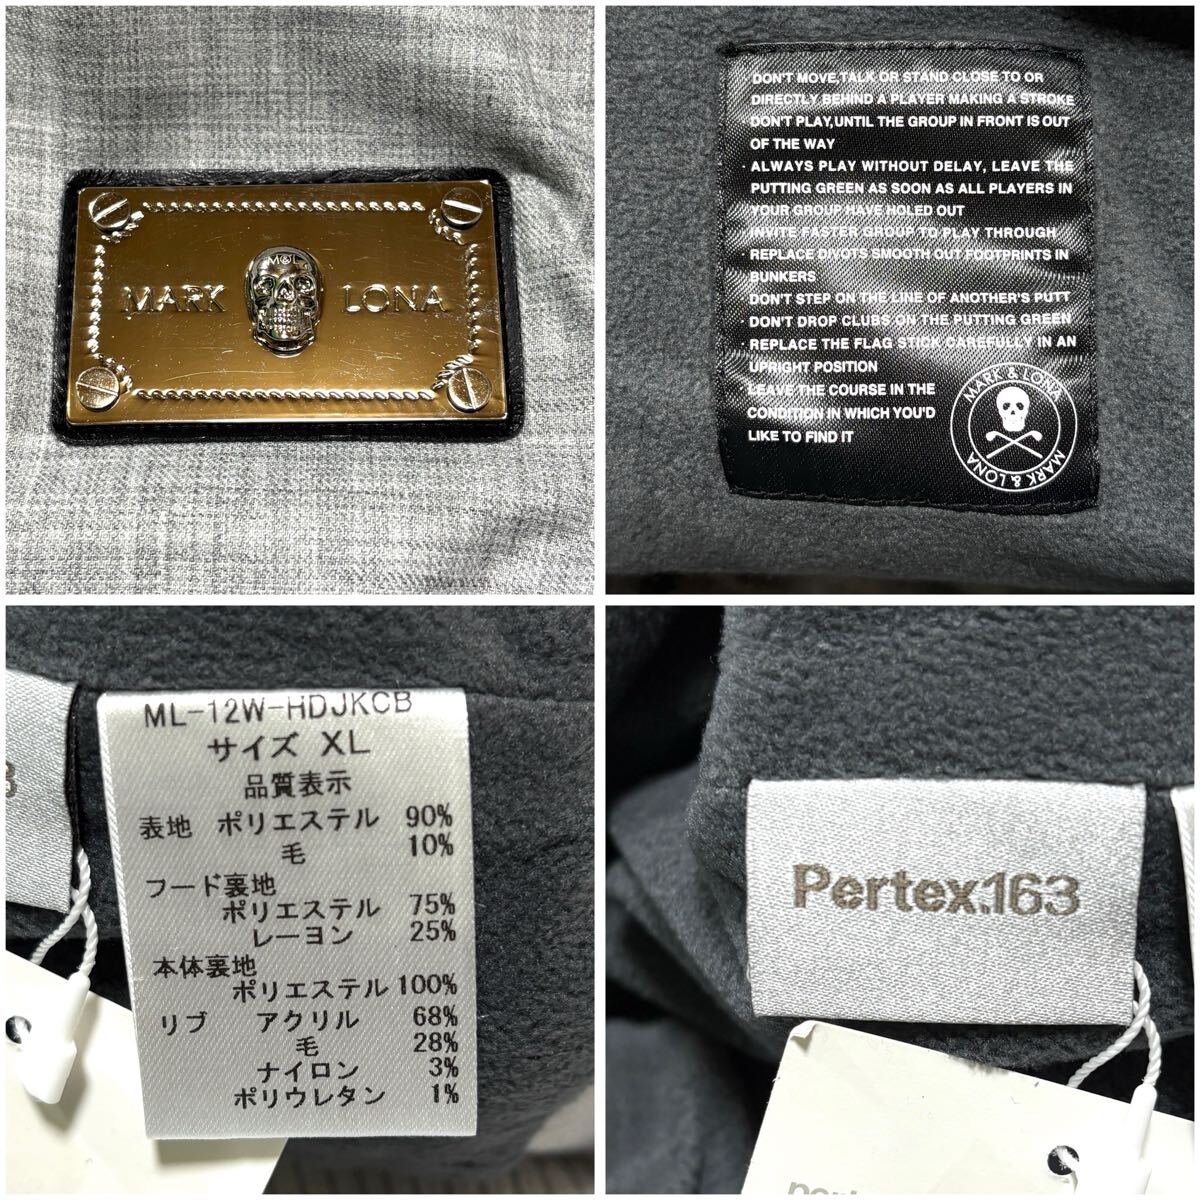 M&L
MARK LONA
DON'T MOVE,TALK OR STAND CLOSE TO OR
DIRECTLY BEHIND A PLAYER MAKING A STROKE
DON'T PLAY,UNTIL THE GROUP IN FRONT IS OUT
OF THE WAY
ALWAYS PLAY WITHOUT DELAY, LEAVE THE
PUTTING GREEN AS SOON AS ALL PLAYERS IN
YOUR GROUP HAVE HOLED OUT
INVITE FASTER GROUP TO PLAY THROUGH
REPLACE DIVOTS SMOOTH OUT FOOTPRINTS IN
BUNKERS
DON'T STEP ON THE LINE OF ANOTHER'S PUTT
DON'T DROP CLUBS ON THE PUTTING GREEN
REPLACE THE FLAG STICK CAREFULLY IN AN
UPRIGHT POSITION
LEAVE THE COURSE IN THE
CONDITION IN WHICH YOU'D
LIKE TO FIND IT
MARK & LONA
MARK & LONA
3
ML-12W-HDJKCB
サイズ XL
品質表示
表地 ポリエステル 90%
毛 10%
フード裏地
ポリエステル 75%
レーヨン 25%
本体裏地
ポリエステル 100%
リブ アクリル 68%
毛 28%
ナイロン 3%
ポリウレタン 1%
Pertex.163